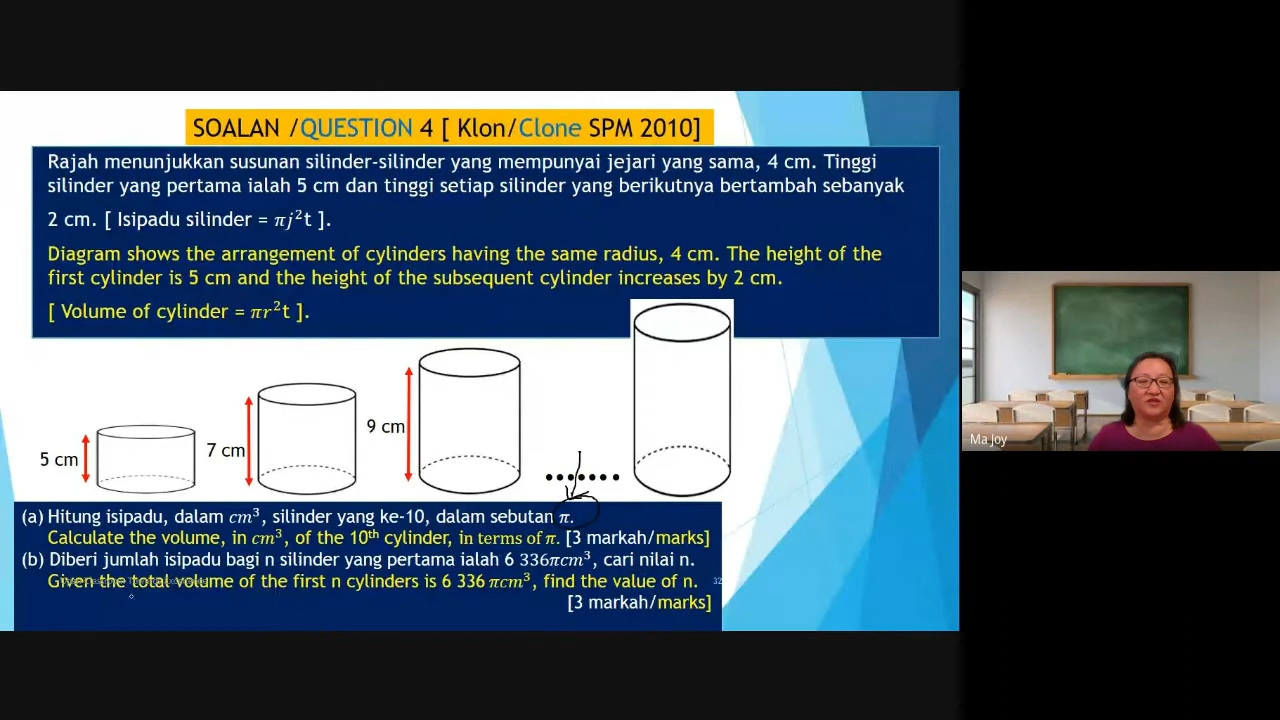 SOALAN /QUESTION 4 [ Klon/Clone SPM 2010]
Rajah menunjukkan susunan silinder-silinder yang mempunyai jejari yang sama, 4 cm. Tinggi
silinder yang pertama ialah 5 cm dan tinggi setiap silinder yang berikutnya bertambah sebanyak
2 cm. [ Isipadu silinder = πj²t ].
Diagram shows the arrangement of cylinders having the same radius, 4 cm. The height of the
first cylinder is 5 cm and the height of the subsequent cylinder increases by 2 cm.
[ Volume of cylinder = πr²t ].
5 cm
7 cm
9 cm
(a) Hitung isipadu, dalam cm³, silinder yang ke-10, dalam sebutan π.
Calculate the volume, in cm³, of the 10th cylinder, in terms of π. [3 markah/marks]
(b) Diberi jumlah isipadu bagi n silinder yang pertama ialah 6 336πcm³, cari nilai n.
Given the total volume of the first n cylinders is 6 336 πcm³, find the value of n.
32
[3 markah/marks]
Ma Joy